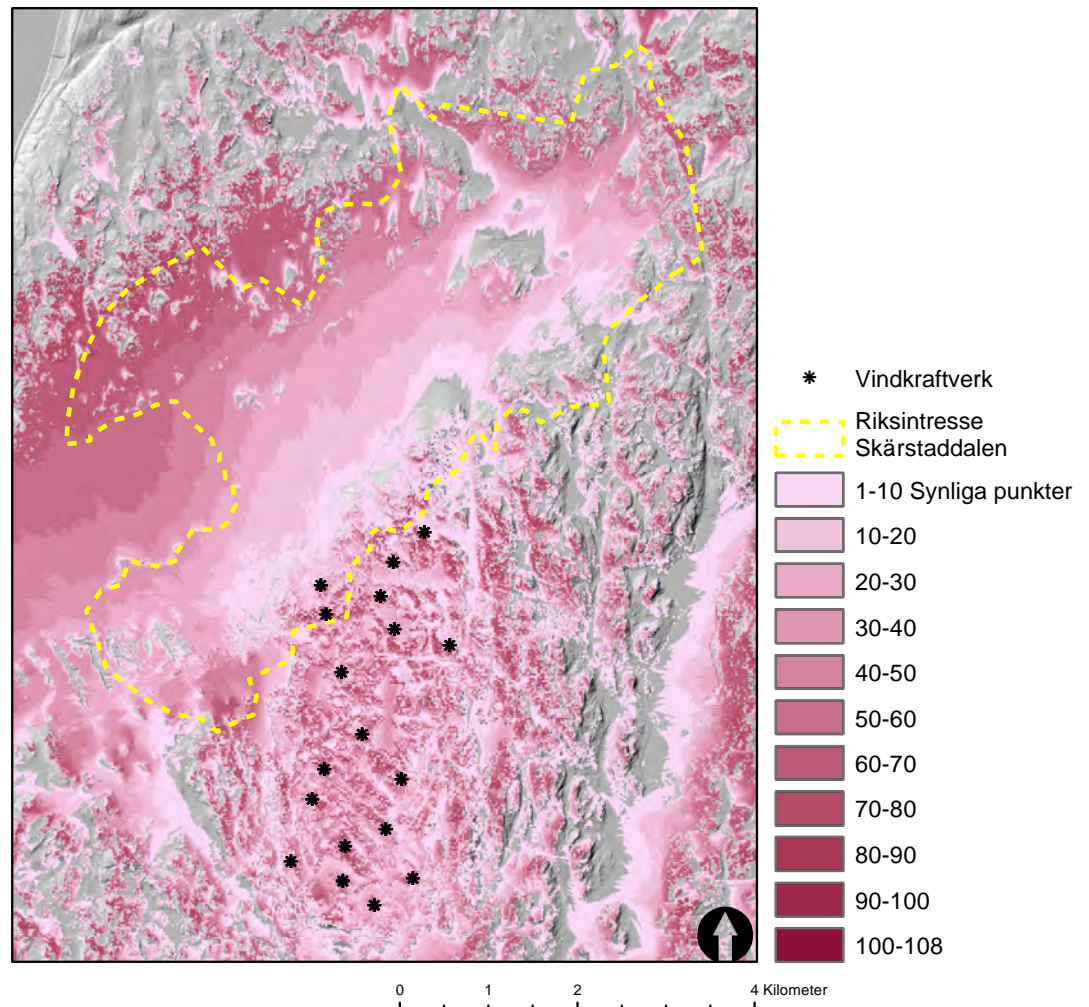 Vindkraftverk
Riksintresse
Skärstaddalen
1-10 Synliga punkter
10-20
20-30
30-40
40-50
50-60
60-70
70-80
80-90
90-100
100-108
0 1 2 4 Kilometer